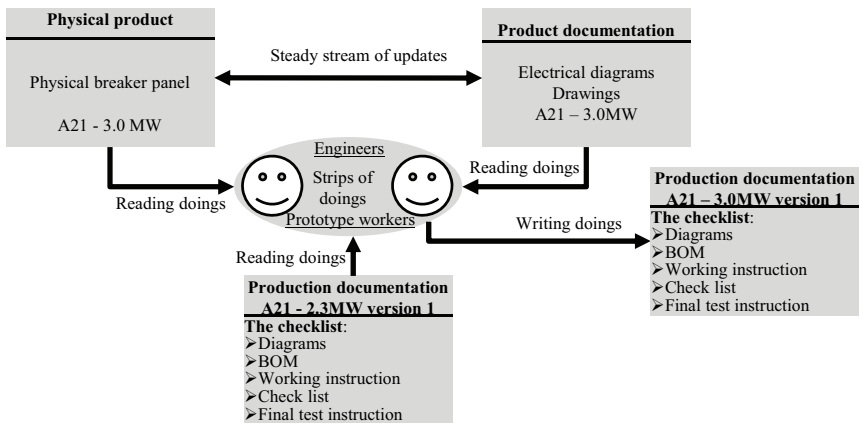 Physical product
Physical breaker panel
A21 - 3.0 MW
Steady stream of updates
Product documentation
Electrical diagrams
Drawings
A21 – 3.0MW
Engineers
Strips of
doings
Prototype workers
Reading doings
Reading doings
Writing doings
Reading doings
Production documentation
A21 – 3.0MW version 1
The checklist:
➢Diagrams
➢BOM
➢Working instruction
➢Check list
➢Final test instruction
Production documentation
A21 - 2.3MW version 1
The checklist:
➢Diagrams
➢BOM
➢Working instruction
➢Check list
➢Final test instruction